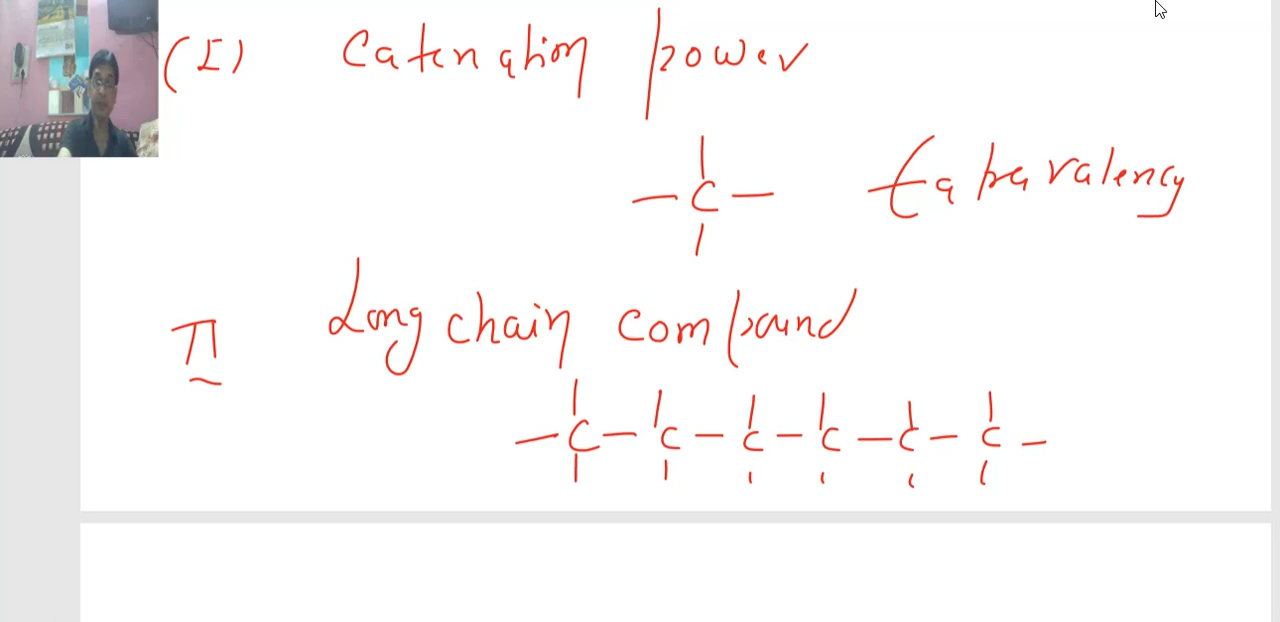 (I) Catenation power
- C - Tetravalency
II Long chain compound
- C - C - C - C - C - C -